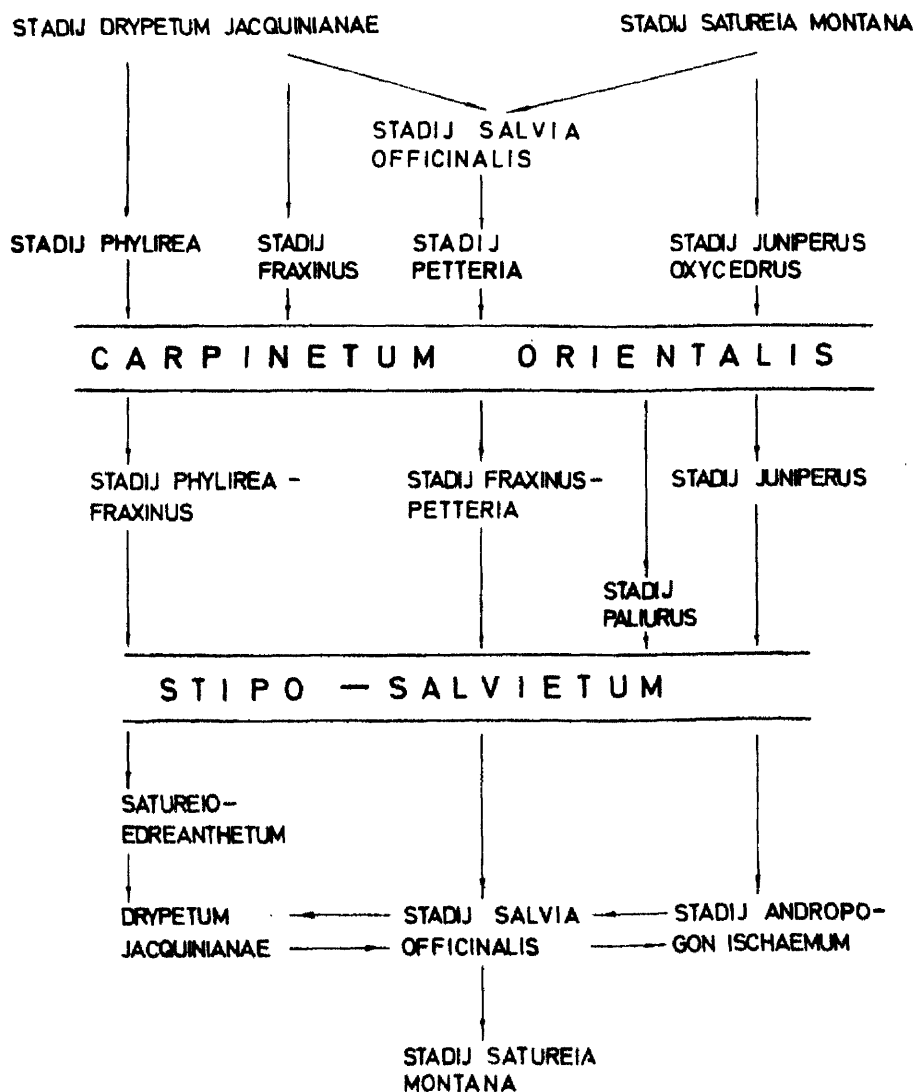 STADIJ DRYPETUM JACQUINIANAE
STADIJ SATUREIA MONTANA
STADIJ SALVIA
OFFICINALIS
STADIJ PHYLIREA
STADIJ
FRAXINUS
STADIJ
PETTERIA
STADIJ JUNIPERUS
OXYCEDRUS
CARPINETUM ORIENTALIS
STADIJ PHYLIREA -
FRAXINUS
STADIJ FRAXINUS-
PETTERIA
STADIJ JUNIPERUS
STADIJ
PALIURUS
STIPO - SALVIETUM
SATUREIO-
EDREANTHETUM
DRYPETUM
JACQUINIANAE
STADIJ SALVIA
OFFICINALIS
STADIJ ANDROPO-
GON ISCHAEMUM
STADIJ SATUREIA
MONTANA